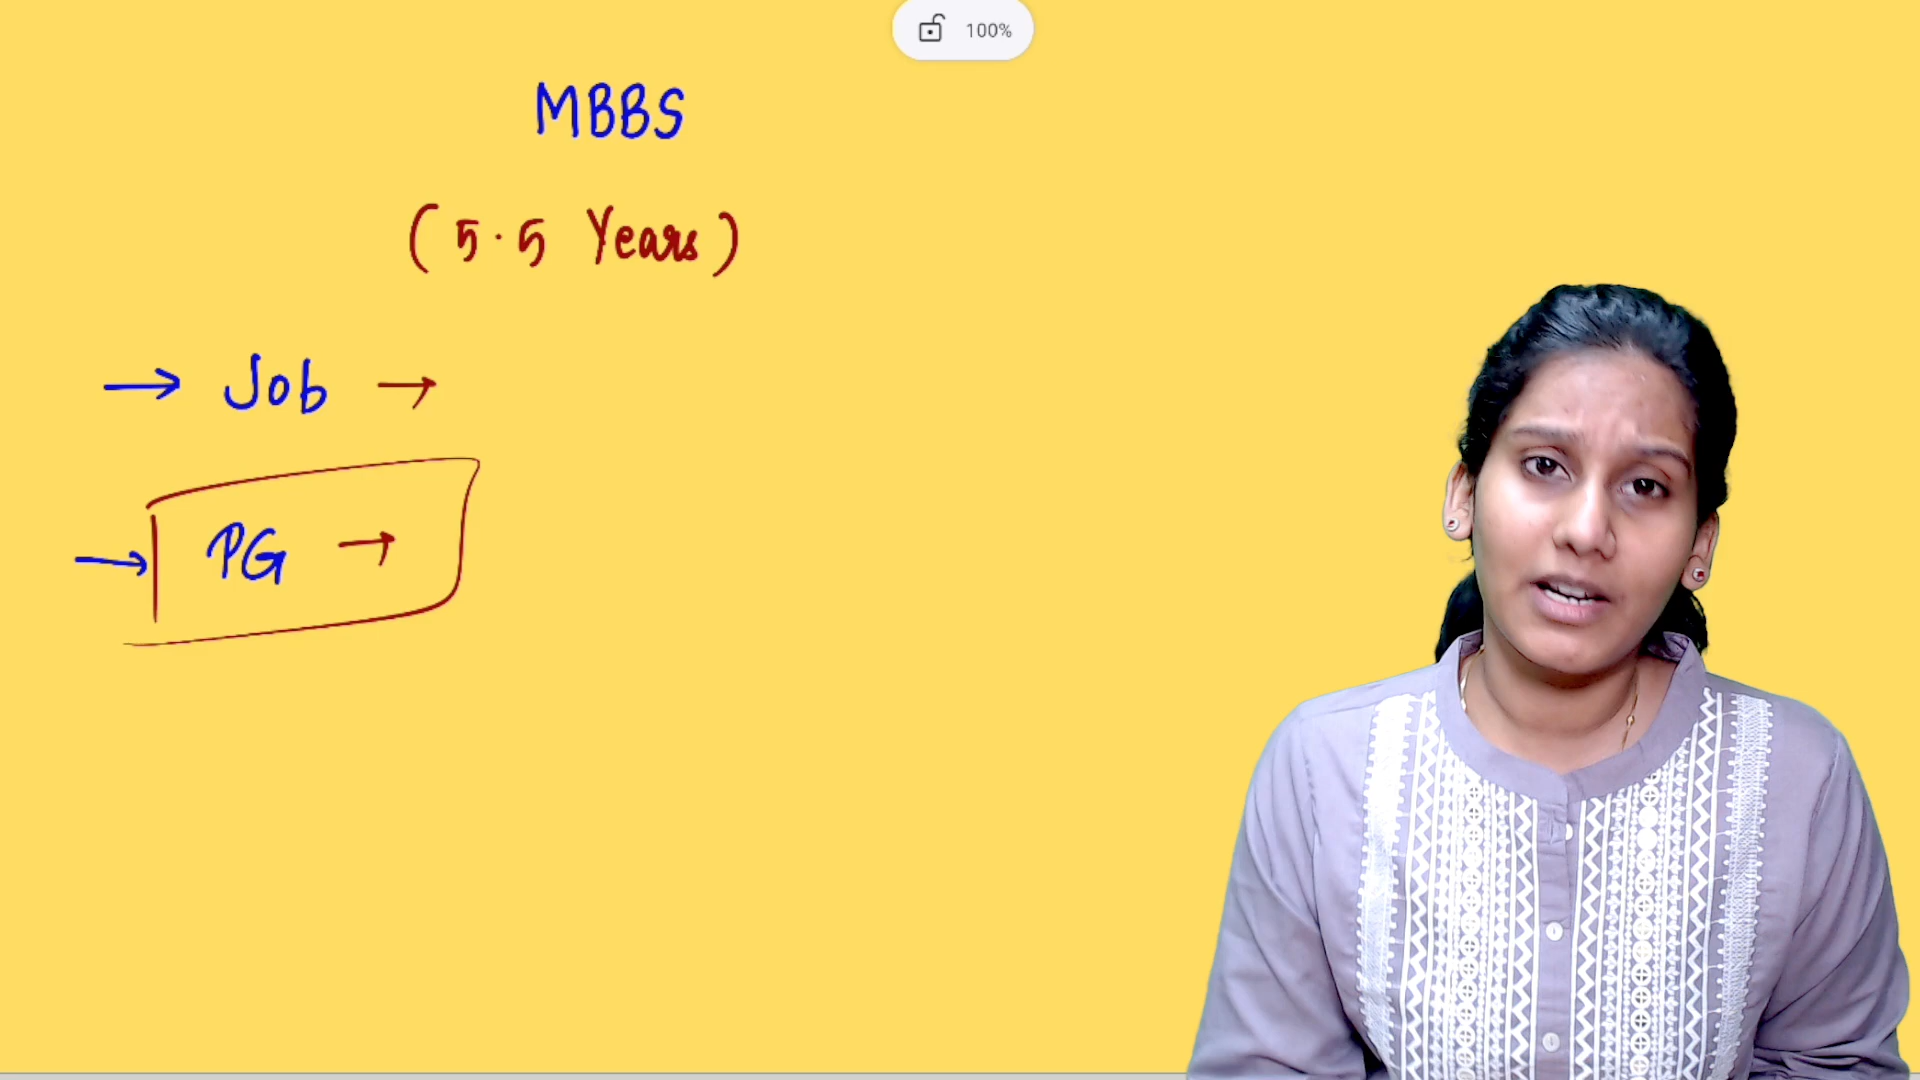 100%
MBBS
(5.5 Years)
→ Job →
→ PG →